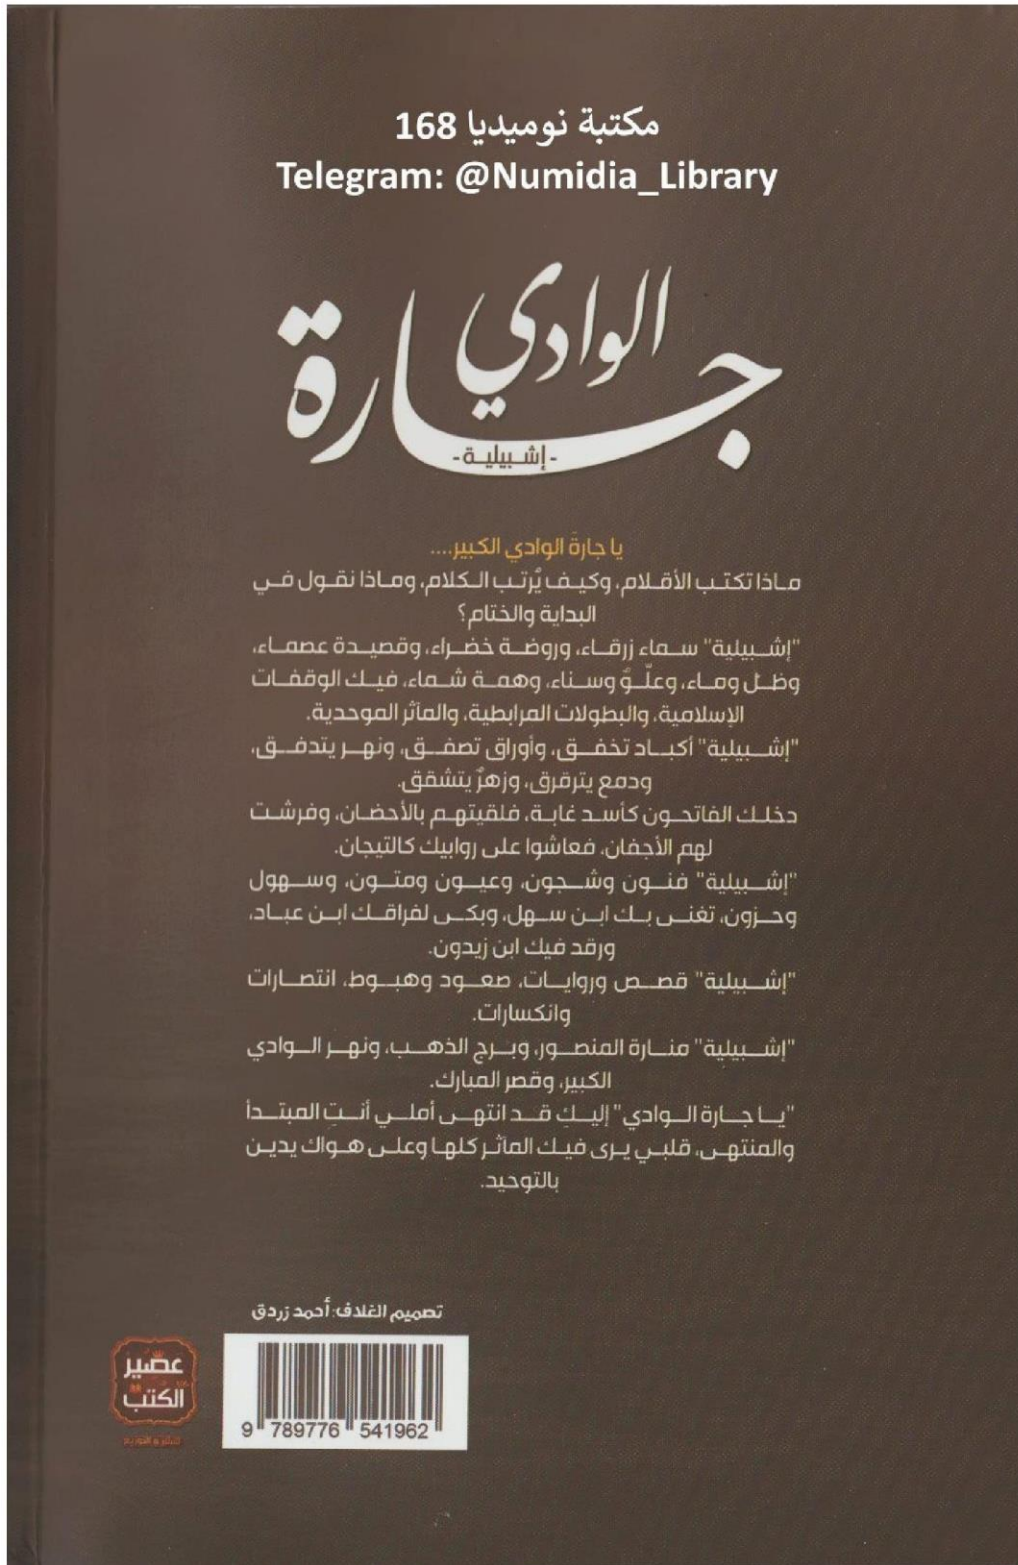 مكتبة نوميديا 168
Telegram: @Numidia_Library
جارة الوادي
- إشبيلية -
يا جارةَ الوادي الكبير....
ماذا تكتب الأقلام، وكيف يُرتب الكلام، وماذا نقول في
البداية والختام؟
"إشبيلية" سماء زرقاء، وروضة خضراء، وقصيدة عصماء،
وظل وماء، وعلّوٌ وسناء، وهمة شماء، فيك الوقفات
الإسلامية، والبطولات المرابطية، والمآثر الموحدية.
"إشبيلية" أكباد تخفق، وأوراق تصفق، ونهر يتدفق،
ودمع يترقرق، وزهرٌ يتشقق.
دخلك الفاتحون كأسد غابة، فلقيتهم بالأحضان، وفرشت
لهم الأجفان، فعاشوا على روابيك كالتيجان.
"إشبيلية" فنون وشجون، وعيون ومتون، وسهول
وحزون، تغنى بك ابن سهل، وبكى لفراقك ابن عباد،
ورقد فيك ابن زيدون.
"إشبيلية" قصص وروايات، صعود وهبوط، انتصارات
وانكسارات.
"إشبيلية" منارة المنصور، وبرج الذهب، ونهر الوادي
الكبير، وقصر المبارك.
"يا جارة الوادي" إليكِ قد انتهى أملي أنتِ المبتدأ
والمنتهى، قلبي يرى فيك المآثر كلها وعلى هواك يدين
بالتوحيد.
تصميم الغلاف: أحمد زردق
عصير
الكتب
للنشر والتوزيع
9 789776 541962